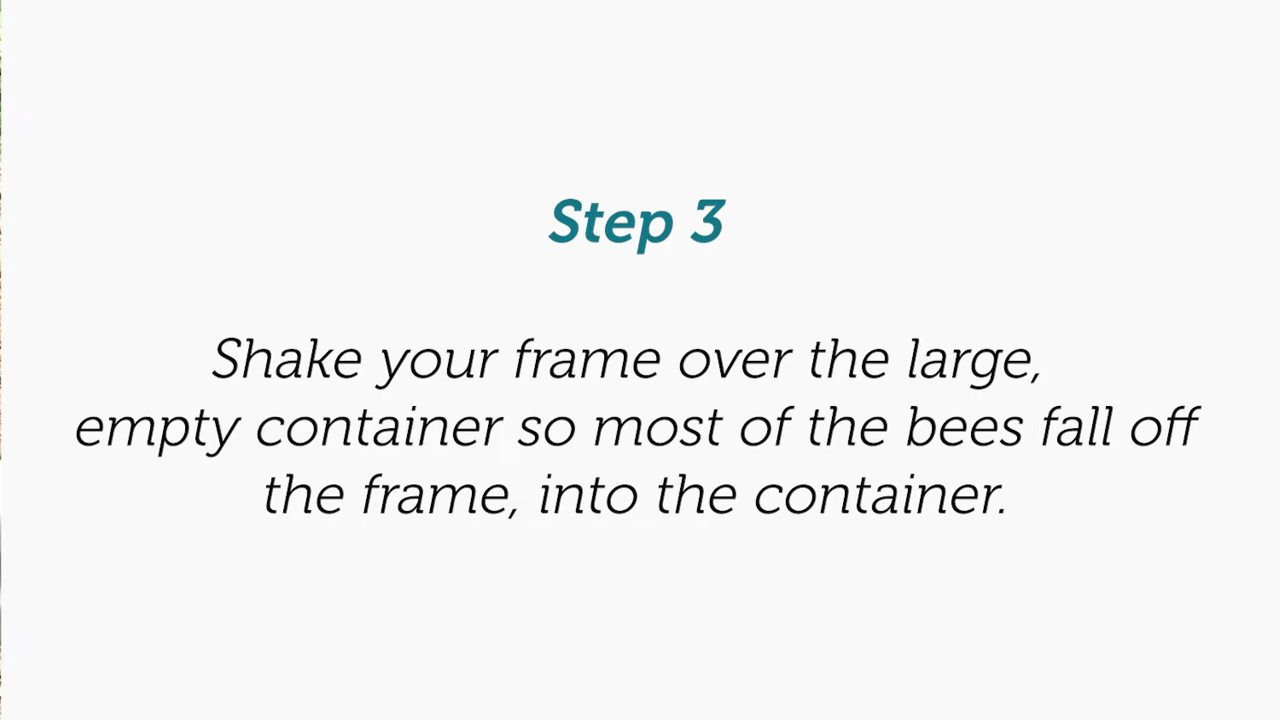 Step 3
Shake your frame over the large,
empty container so most of the bees fall off
the frame, into the container.